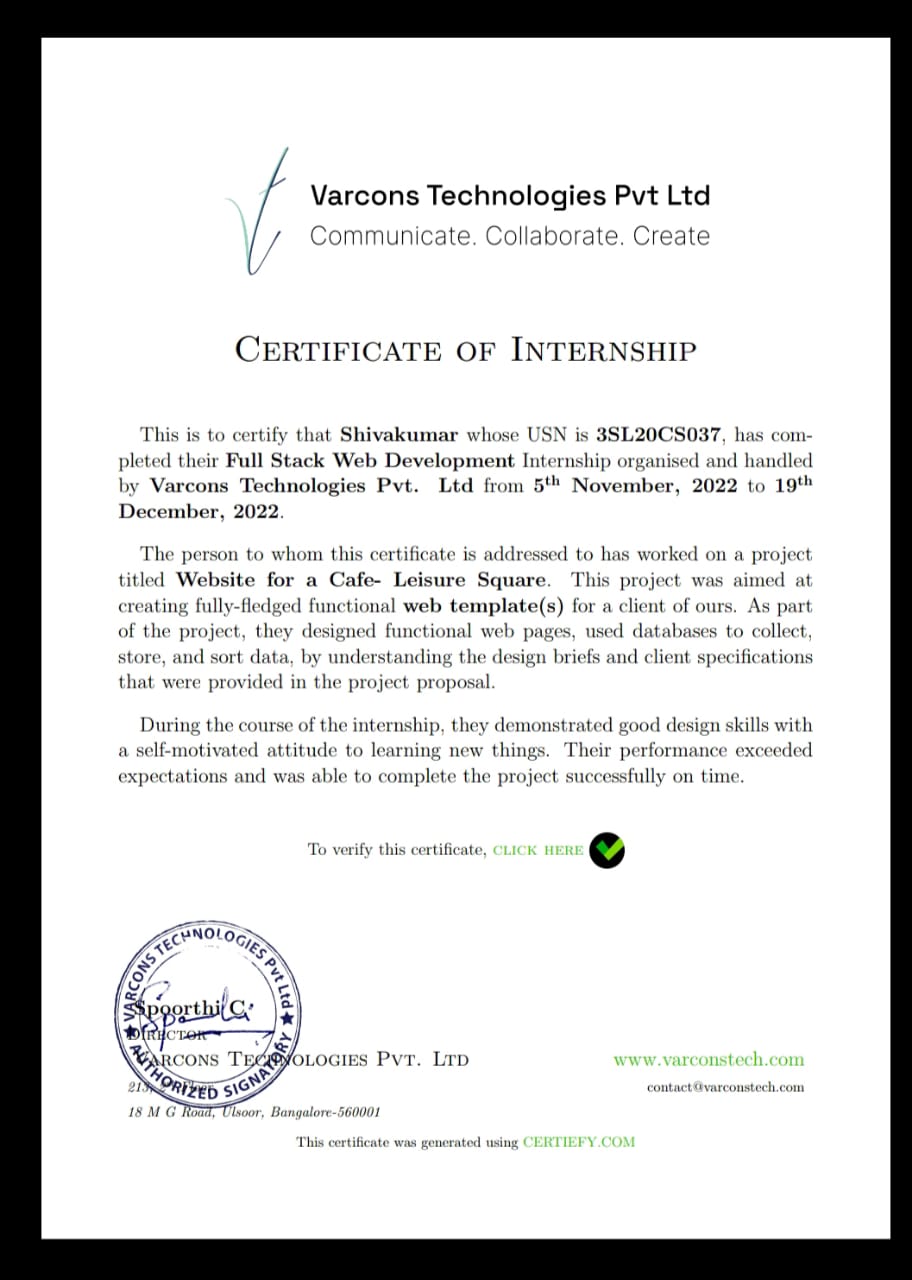 Varcons Technologies Pvt Ltd
Communicate. Collaborate. Create
CERTIFICATE OF INTERNSHIP
This is to certify that Shivakumar whose USN is 3SL20CS037, has com-
pleted their Full Stack Web Development Internship organised and handled
by Varcons Technologies Pvt. Ltd from 5th November, 2022 to 19th
December, 2022.
The person to whom this certificate is addressed to has worked on a project
titled Website for a Cafe- Leisure Square. This project was aimed at
creating fully-fledged functional web template(s) for a client of ours. As part
of the project, they designed functional web pages, used databases to collect,
store, and sort data, by understanding the design briefs and client specifications
that were provided in the project proposal.
During the course of the internship, they demonstrated good design skills with
a self-motivated attitude to learning new things. Their performance exceeded
expectations and was able to complete the project successfully on time.
To verify this certificate, CLICK HERE
VARCONS TECHNOLOGIES Pvt Ltd
AUTHORIZED SIGNATORY
Spoorthi C
DIRECTOR
VARCONS TECHNOLOGIES PVT. LTD
213,
18 M G Road, Ulsoor, Bangalore-560001
www.varconstech.com
contact@varconstech.com
This certificate was generated using CERTIEFY.COM